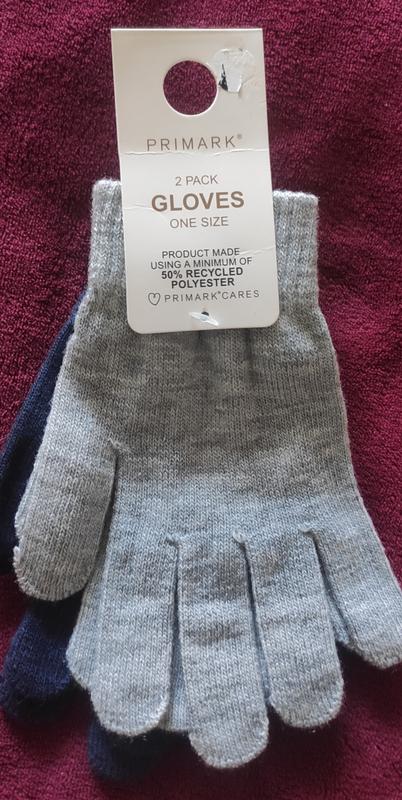 PRIMARK®
2 PACK
GLOVES
ONE SIZE
PRODUCT MADE
USING A MINIMUM OF
50% RECYCLED
POLYESTER
PRIMARK®CARES